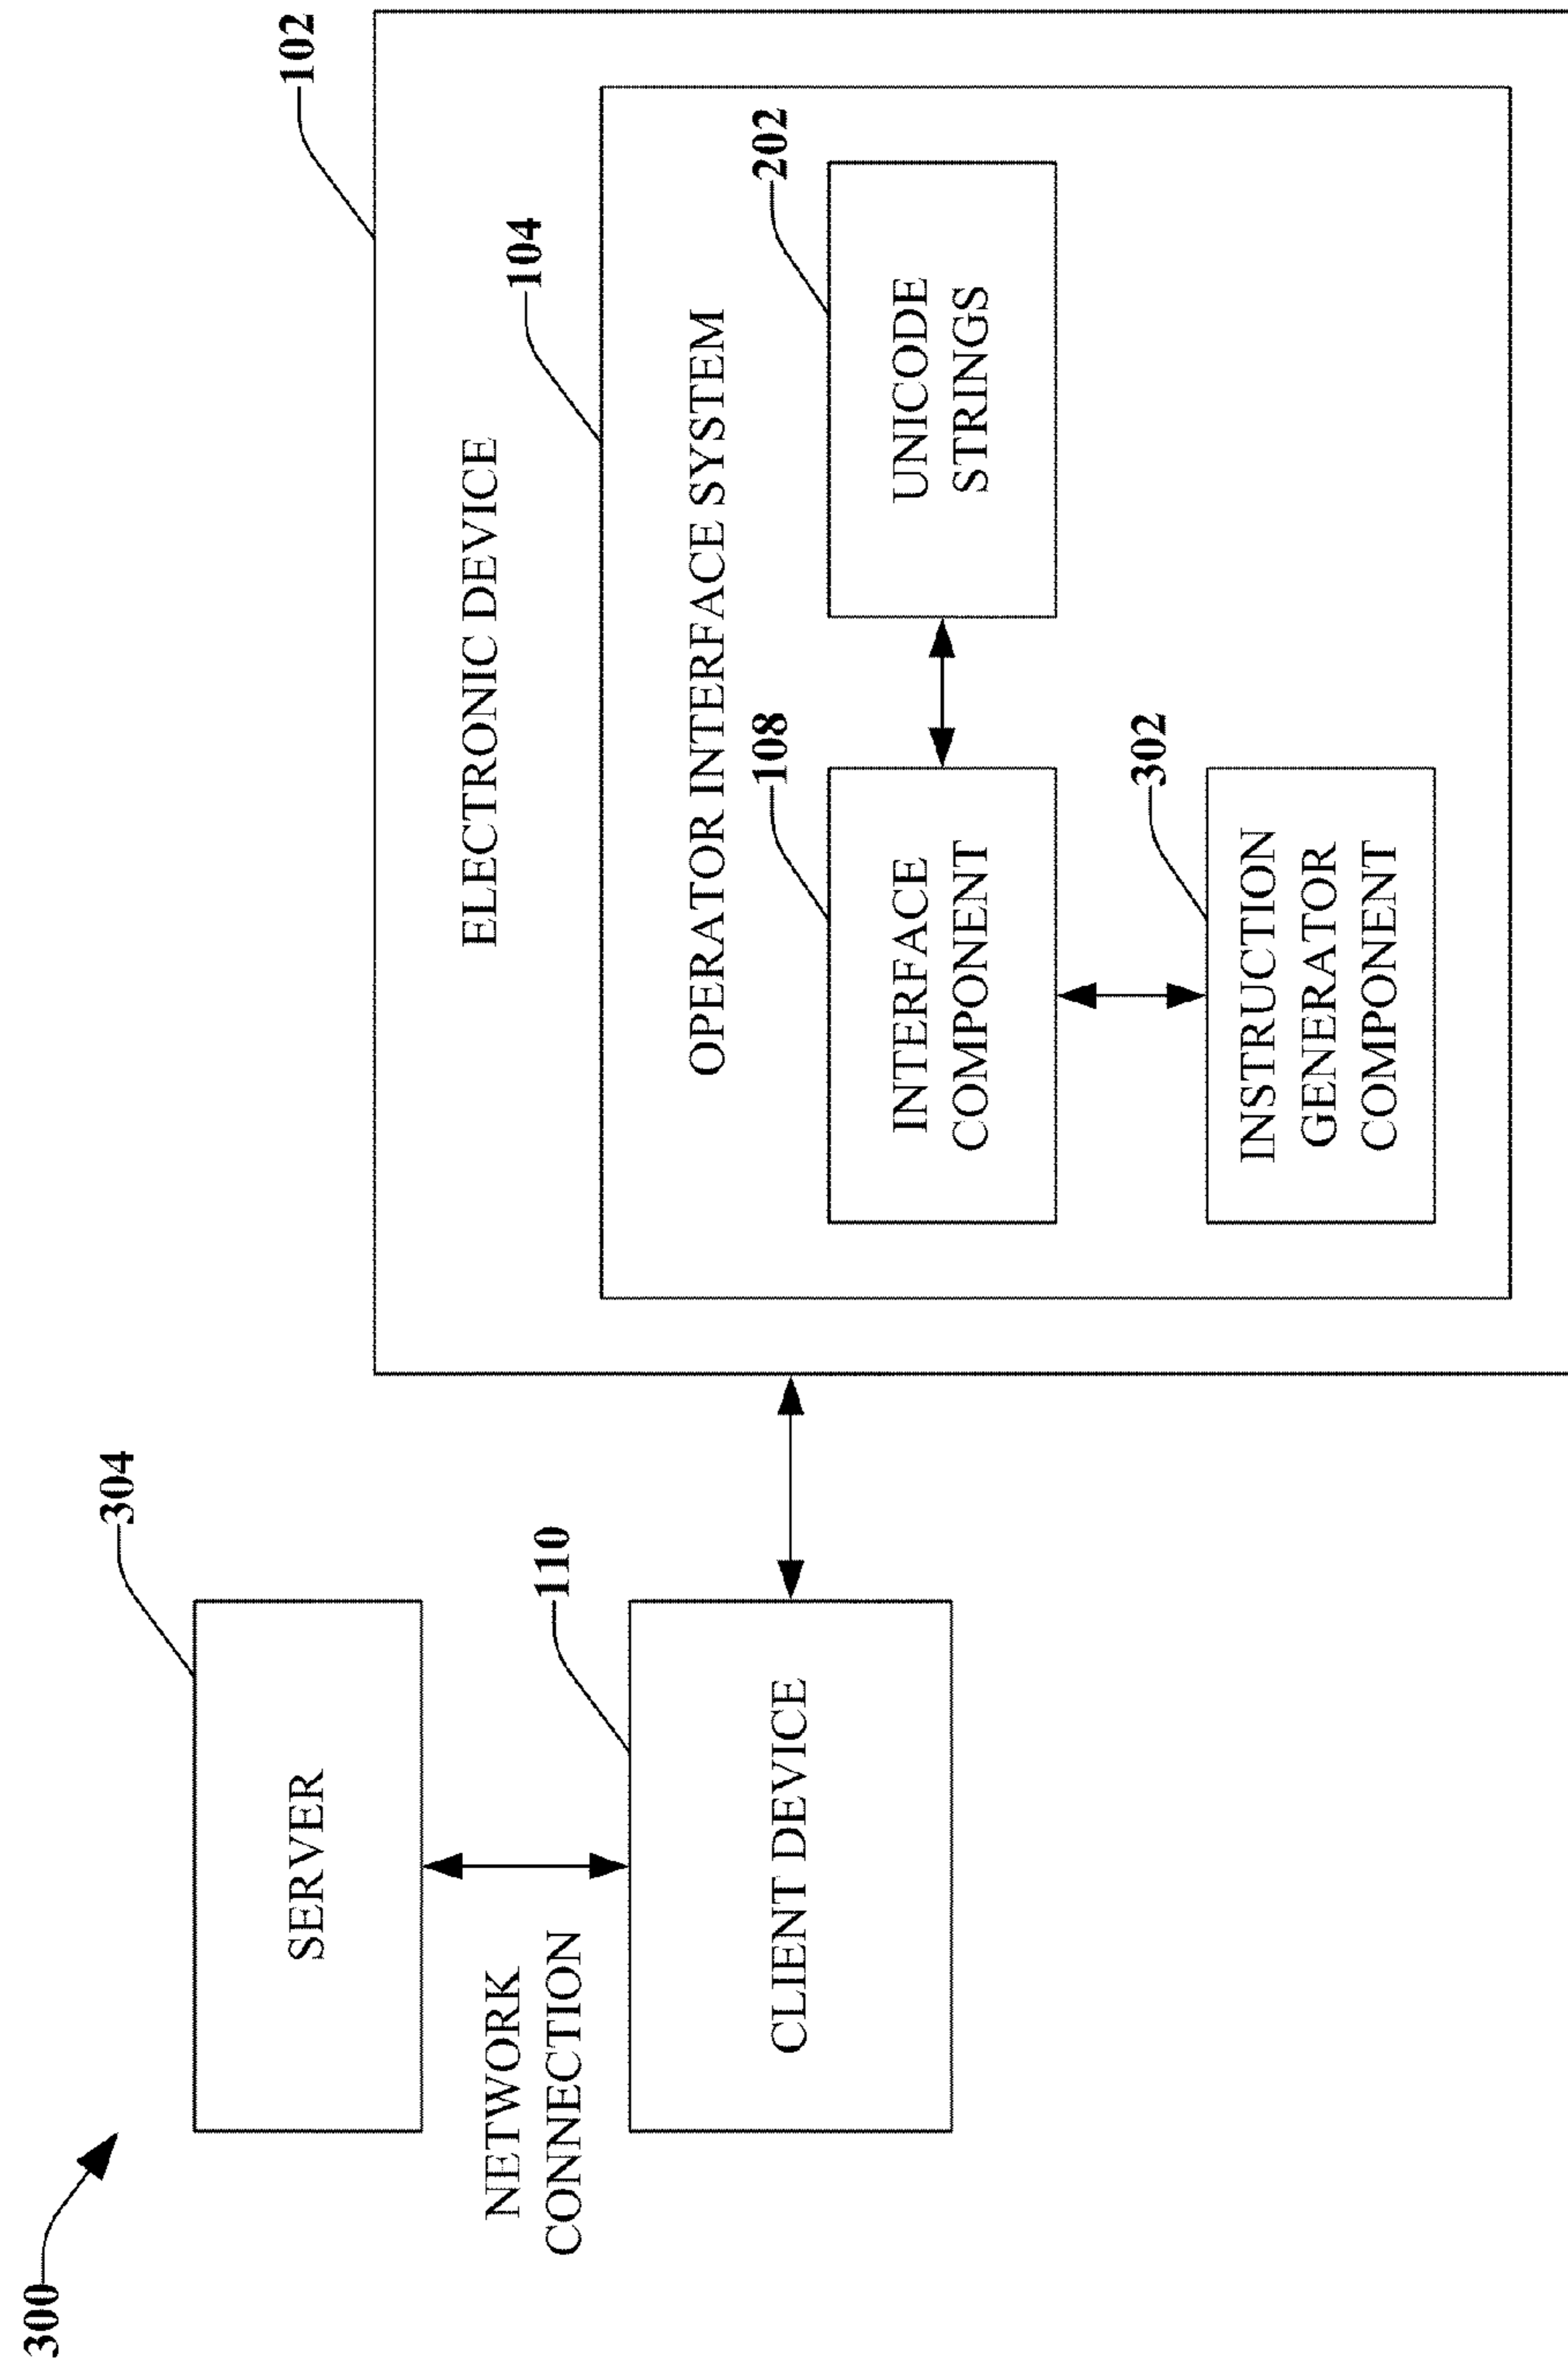 300
SERVER
304
NETWORK
CONNECTION
CLIENT DEVICE
110
ELECTRONIC DEVICE
102
OPERATOR INTERFACE SYSTEM
104
INTERFACE
COMPONENT
108
UNICODE
STRINGS
202
INSTRUCTION
GENERATOR
COMPONENT
302